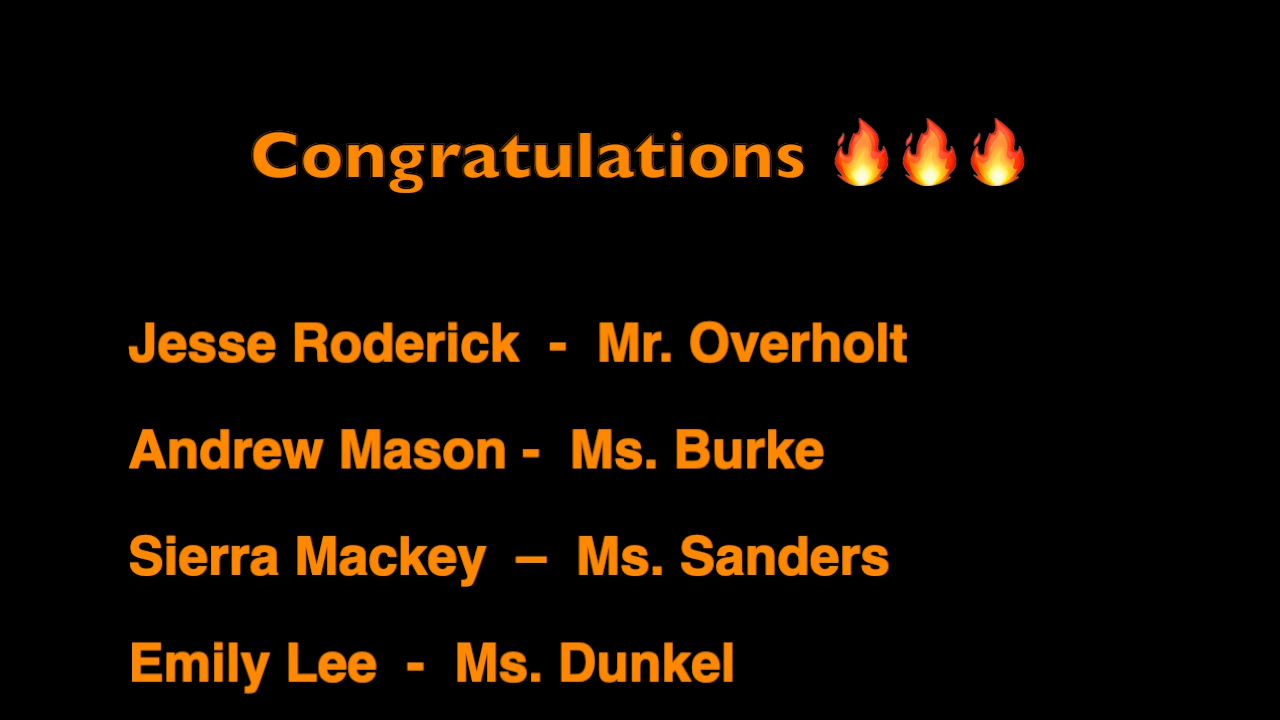 Congratulations 🔥🔥🔥
Jesse Roderick  -  Mr. Overholt
Andrew Mason -  Ms. Burke
Sierra Mackey  –  Ms. Sanders
Emily Lee  -  Ms. Dunkel